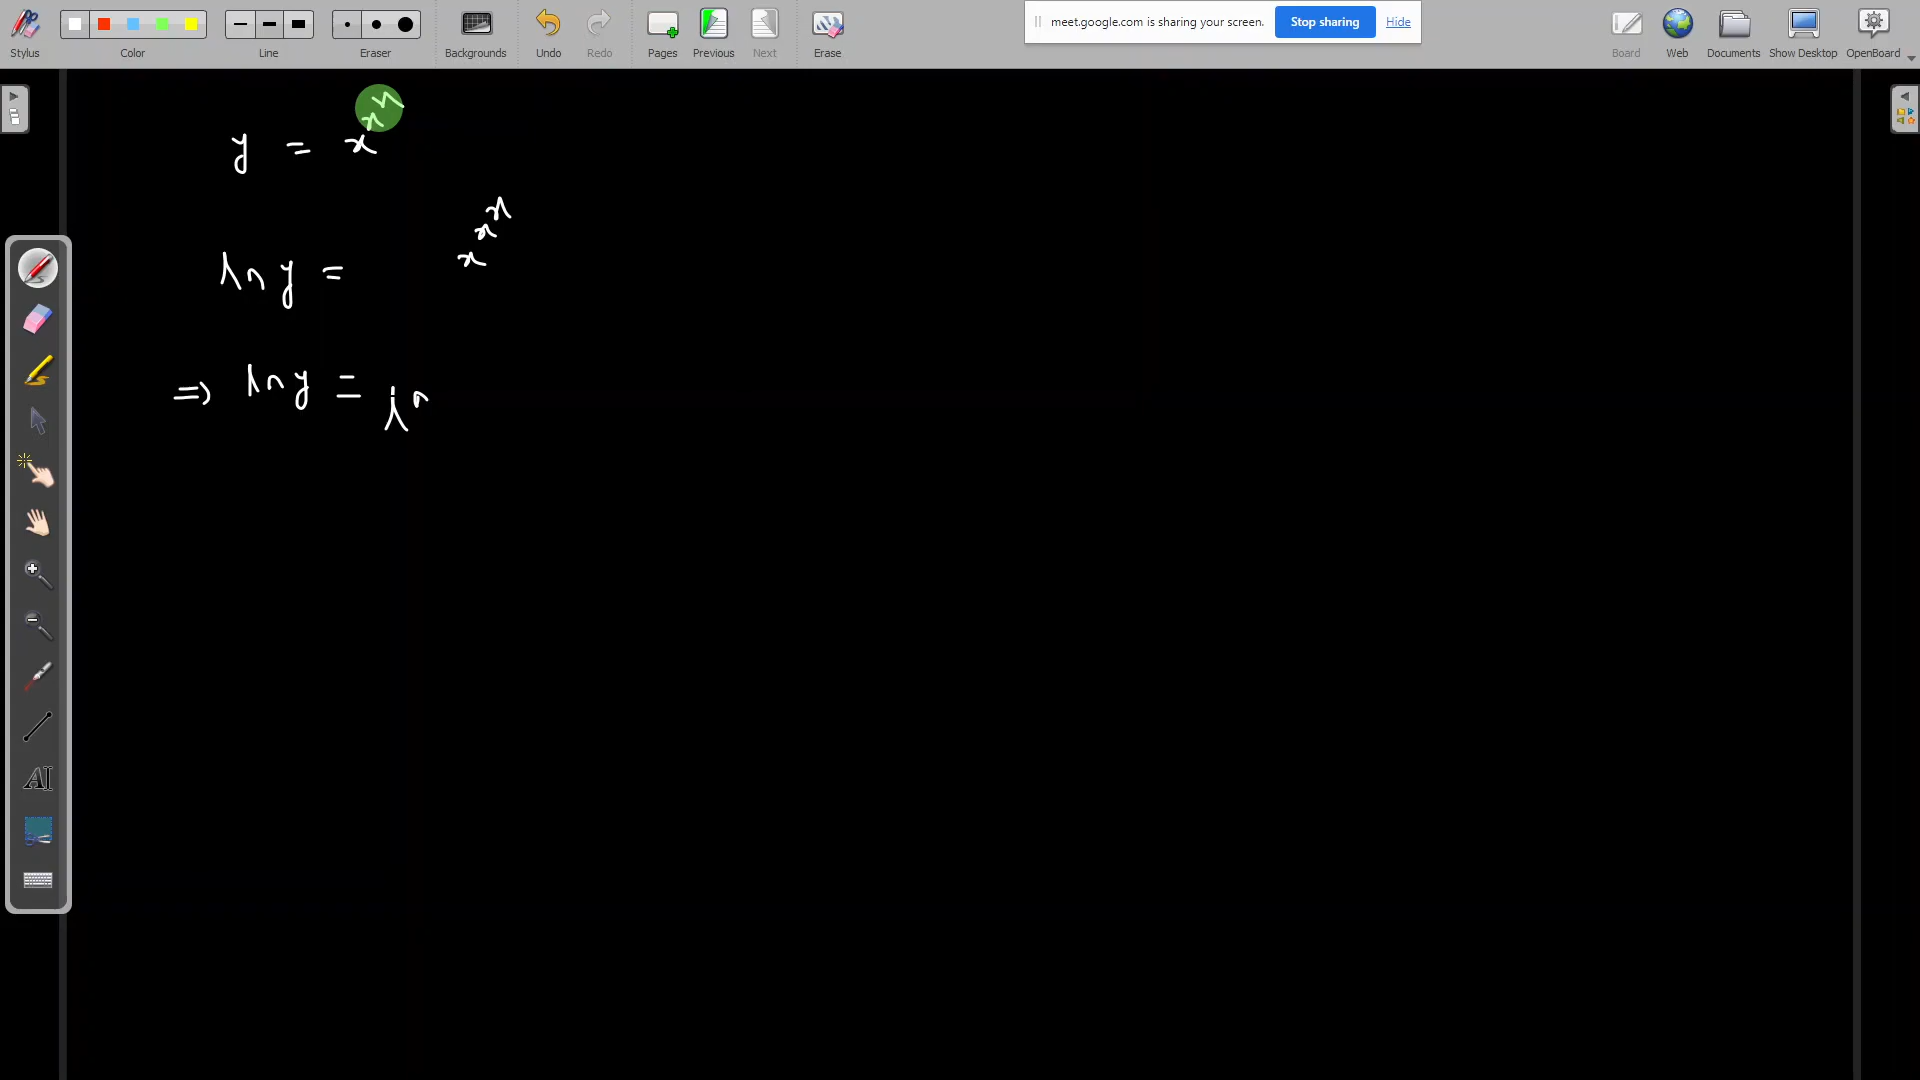 meet.google.com is sharing your screen. Stop sharing Hide
Stylus Color Line Eraser Backgrounds Undo Redo Pages Previous Next Erase Board Web Documents Show Desktop OpenBoard
y = x^x^x
x^x^x
ln y =
=> ln y = ln
AI